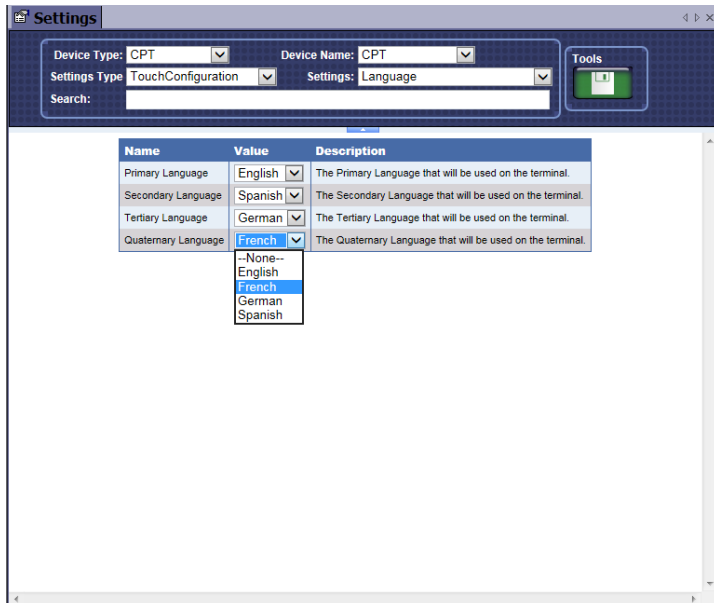 Settings
Device Type: CPT Device Name: CPT
Tools
Settings Type TouchConfiguration Settings: Language
Search:
Name Value Description
Primary Language English The Primary Language that will be used on the terminal.
Secondary Language Spanish The Secondary Language that will be used on the terminal.
Tertiary Language German The Tertiary Language that will be used on the terminal.
Quaternary Language French The Quaternary Language that will be used on the terminal.
--None--
English
French
German
Spanish